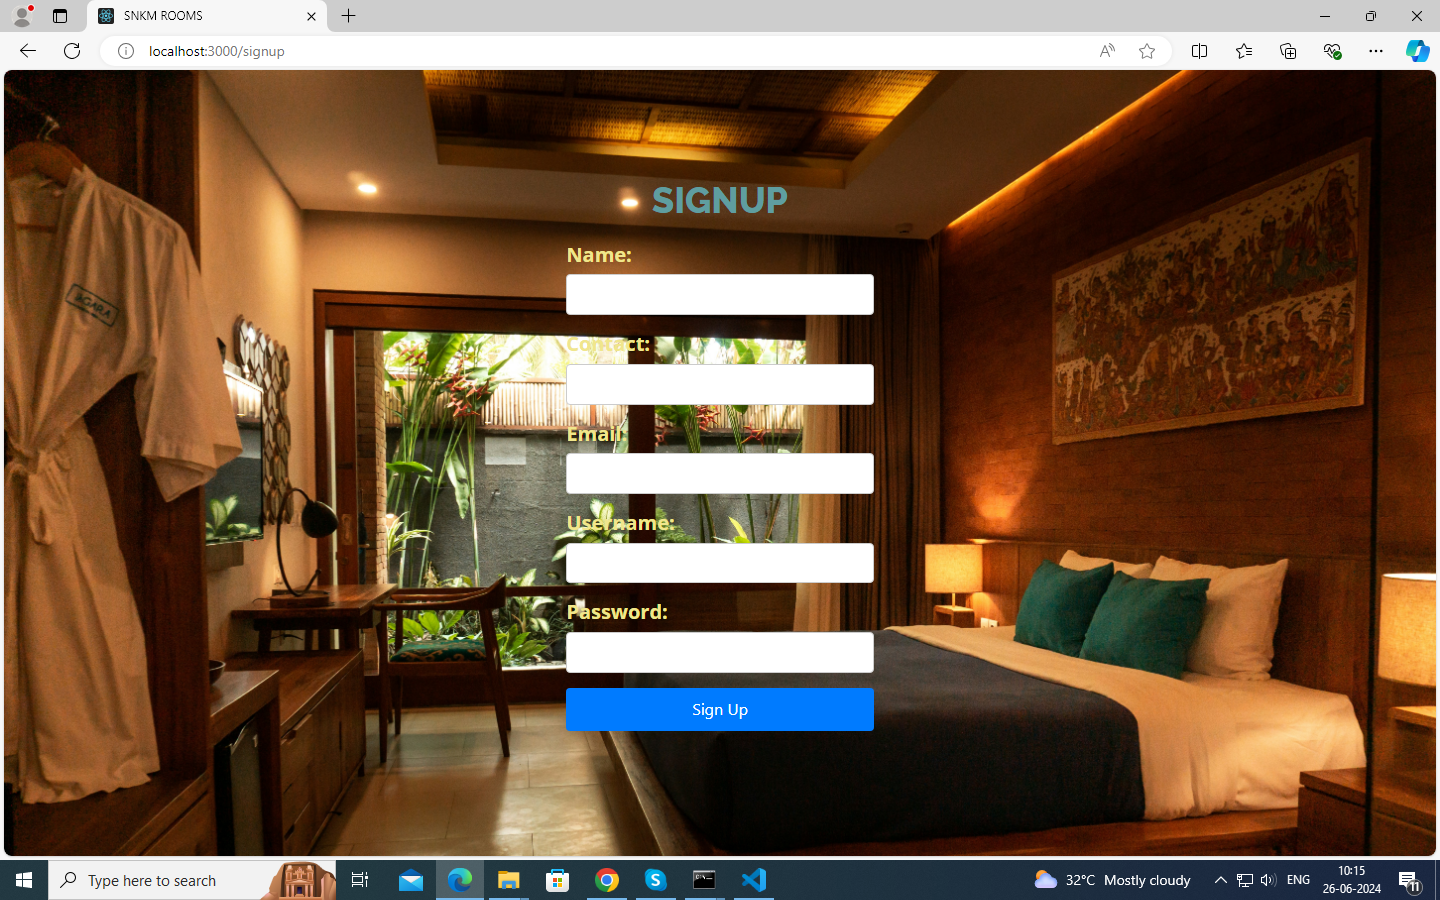 SNKM ROOMS
localhost:3000/signup
SIGNUP
Name:
AGARA
Contact:
Email:
Username:
Password:
Sign Up
Type here to search
32°C Mostly cloudy
ENG
10:15
26-06-2024
11